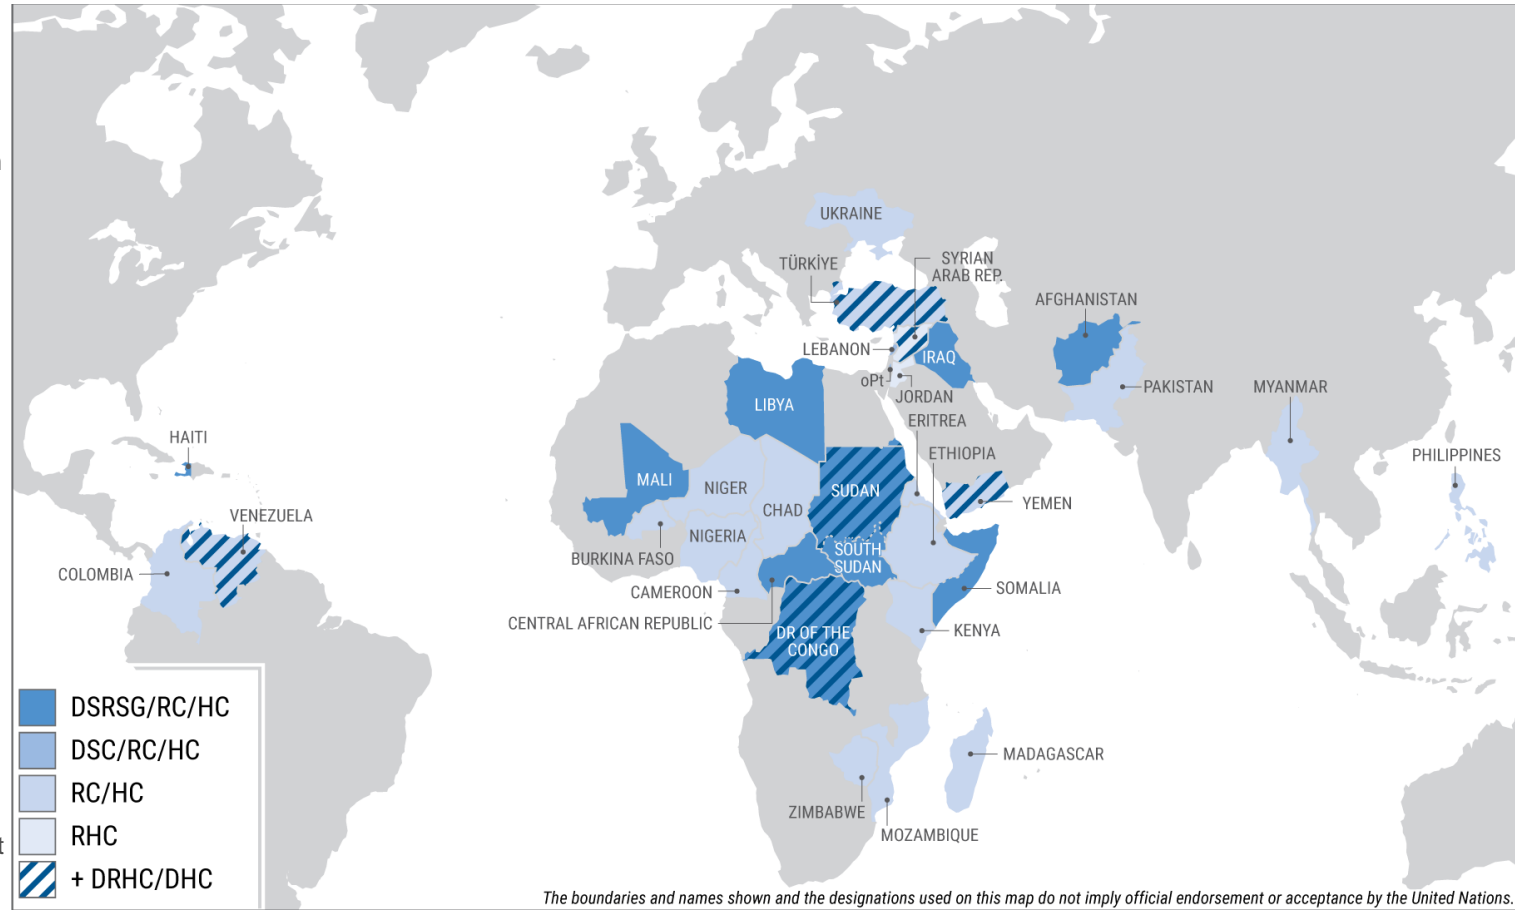 UKRAINE
TÜRKİYE
SYRIAN
ARAB REP.
AFGHANISTAN
LEBANON
IRAQ
oPt
JORDAN
PAKISTAN
MYANMAR
LIBYA
ERITREA
HAITI
ETHIOPIA
PHILIPPINES
MALI
NIGER
SUDAN
YEMEN
CHAD
VENEZUELA
NIGERIA
BURKINA FASO
SOUTH
SUDAN
COLOMBIA
CAMEROON
SOMALIA
CENTRAL AFRICAN REPUBLIC
KENYA
DR OF THE
CONGO
MADAGASCAR
ZIMBABWE
MOZAMBIQUE
DSRSG/RC/HC
DSC/RC/HC
RC/HC
RHC
+ DRHC/DHC
The boundaries and names shown and the designations used on this map do not imply official endorsement or acceptance by the United Nations.